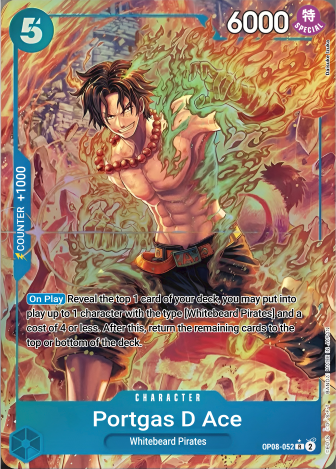 5
6000 特
SPECIAL
COUNTER +1000
On Play Reveal the top 1 card of your deck, you may put into
play up to 1 character with the type [Whitebeard Pirates] and a
cost of 4 or less. After this, return the remaining cards to the
top or bottom of the deck.
CHARACTER
Portgas D Ace
Whitebeard Pirates
OP08-052 R 2